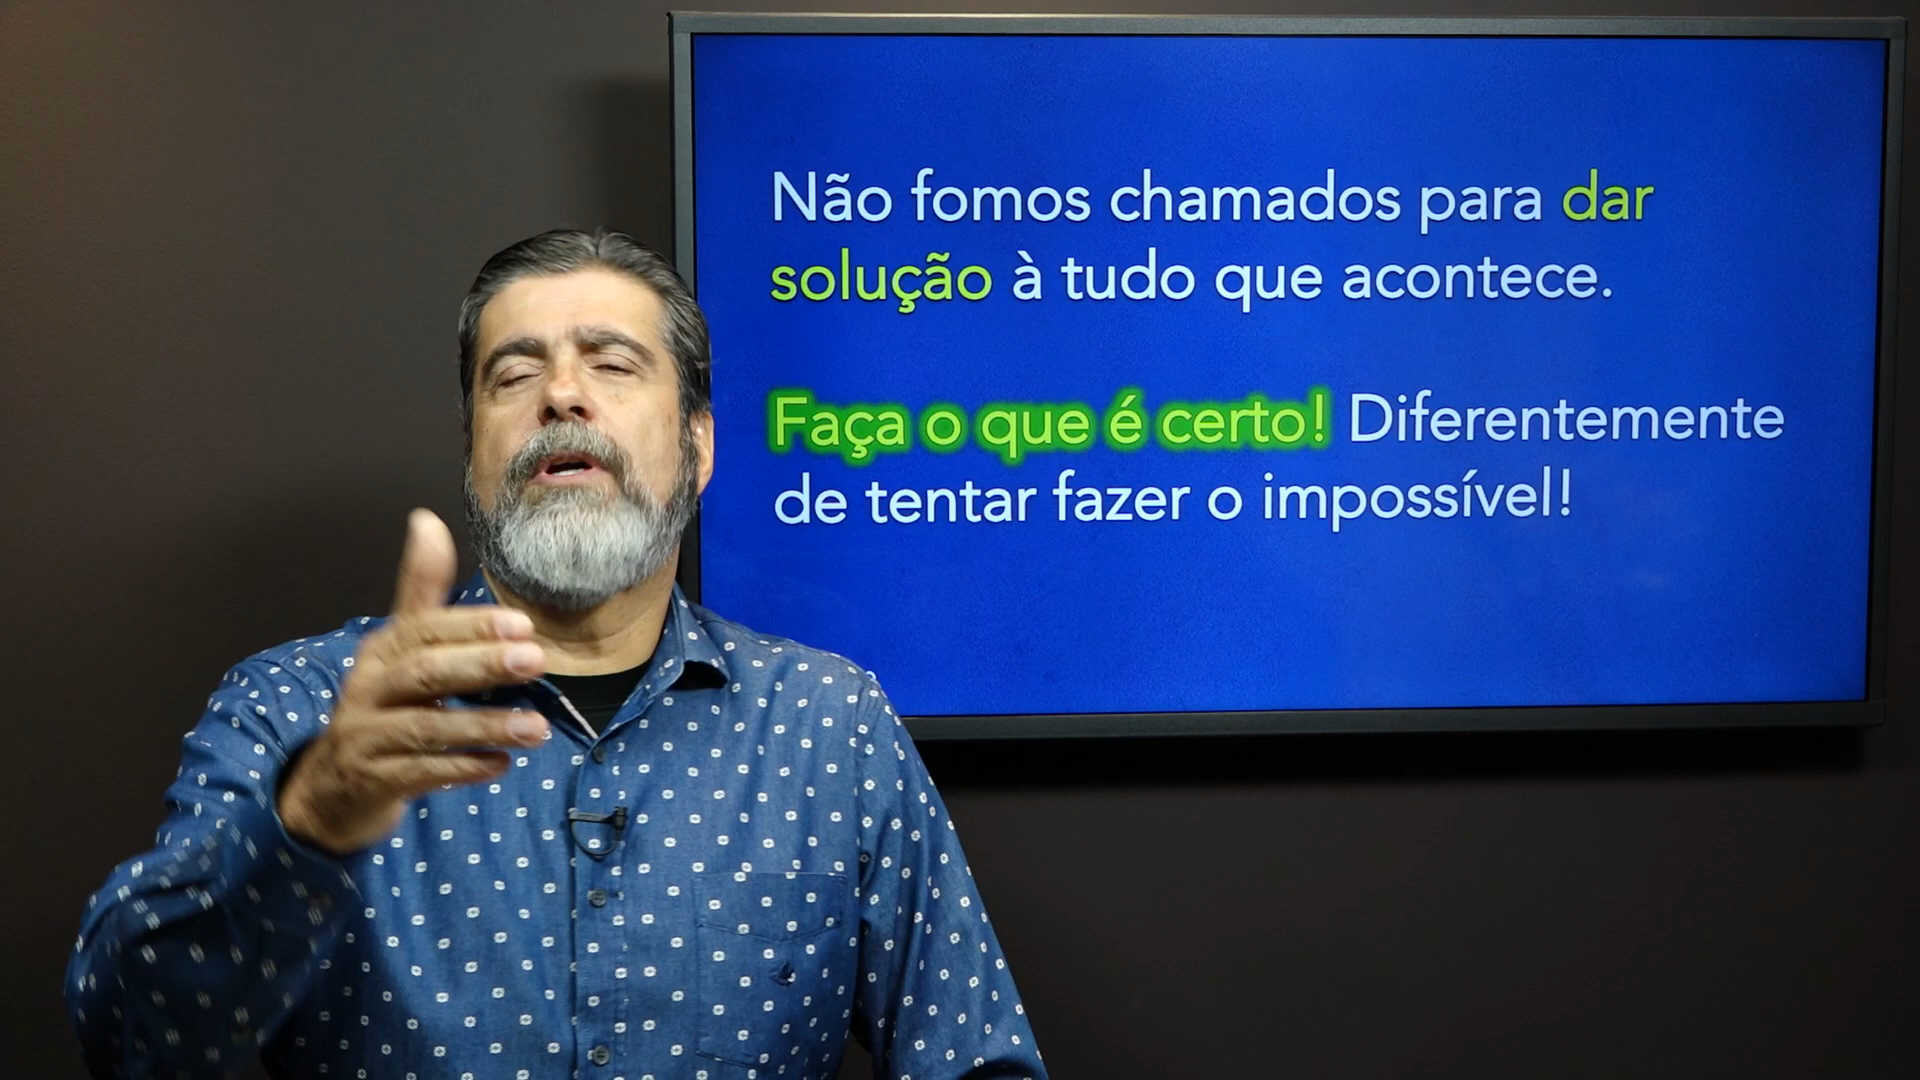 Não fomos chamados para dar
solução à tudo que acontece.
Faça o que é certo! Diferentemente
de tentar fazer o impossível!